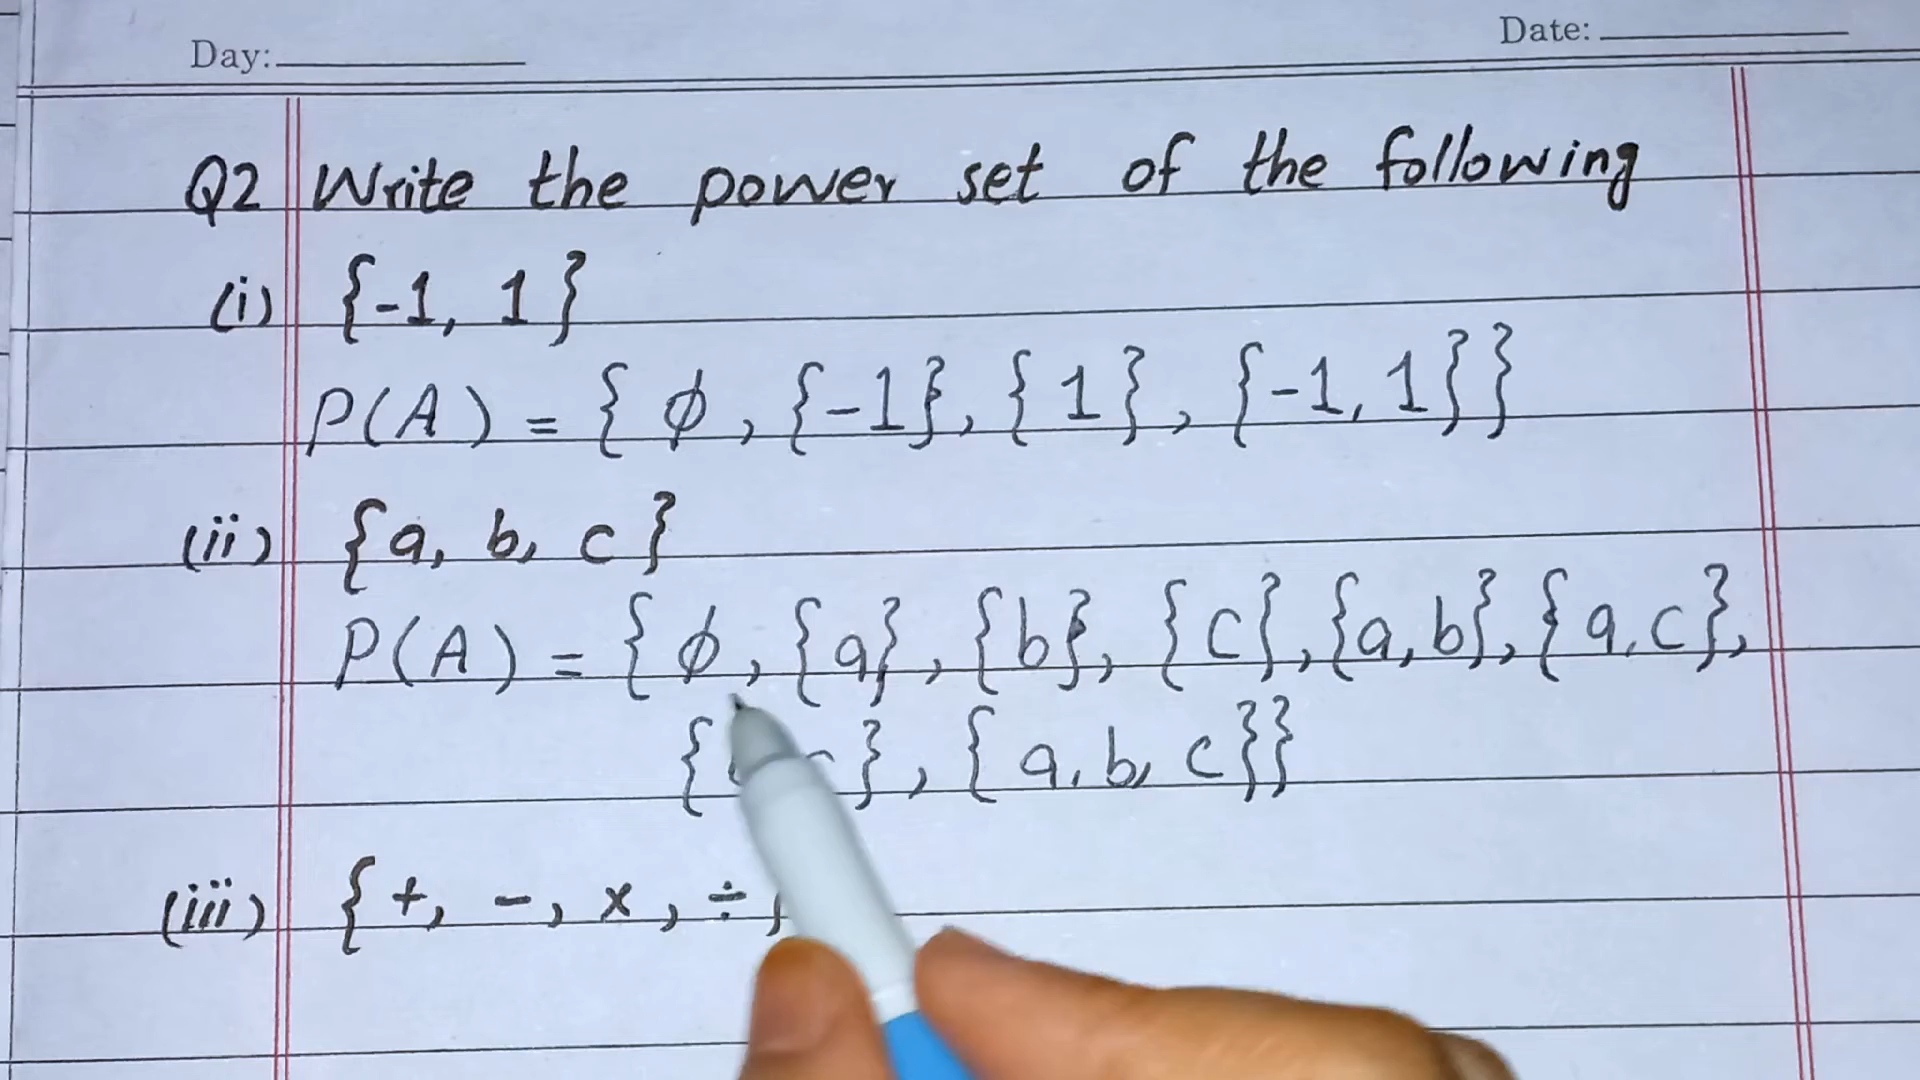 Day: Date:
Q2 Write the power set of the following
(i) {-1, 1}
P(A) = { ϕ, {-1}, {1}, {-1, 1}}
(ii) {a, b, c}
P(A) = { ϕ, {a}, {b}, {c}, {a, b}, {a, c},
{ }, {a, b, c}}
(iii) {+, -, ×, ÷